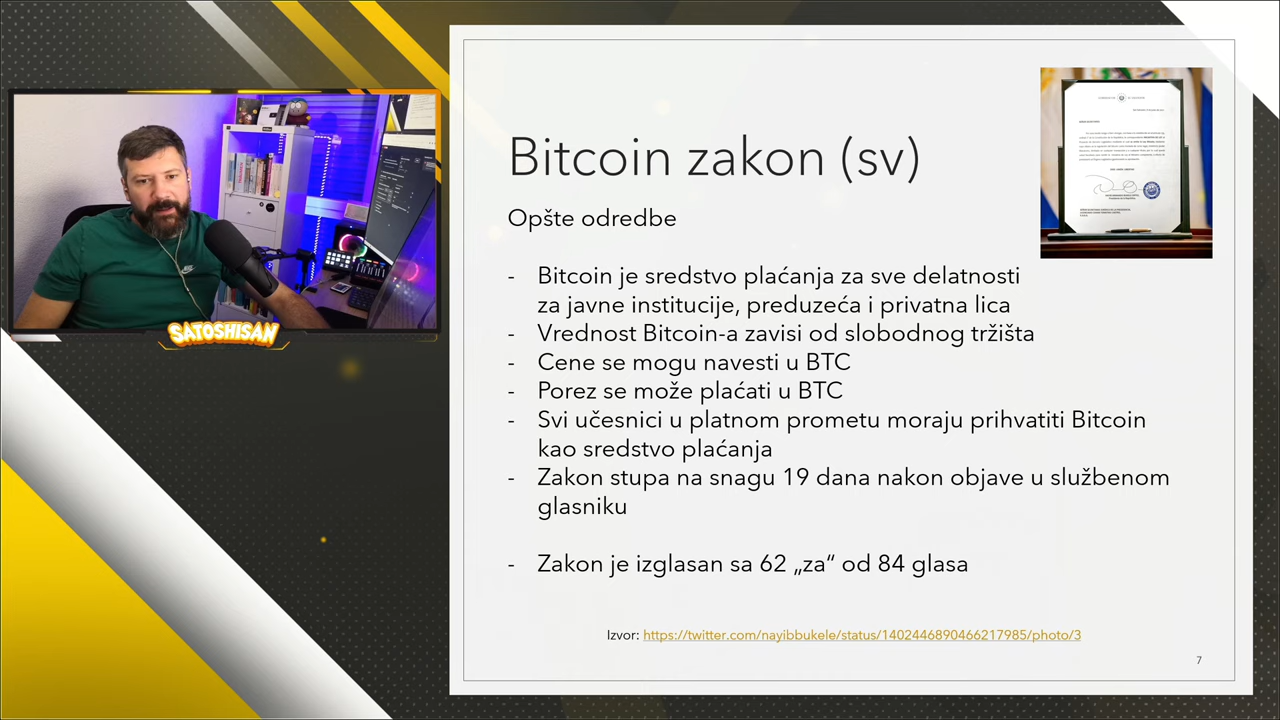 SATOSHISAN
Bitcoin zakon (sv)
Opšte odredbe
- Bitcoin je sredstvo plaćanja za sve delatnosti
za javne institucije, preduzeća i privatna lica
- Vrednost Bitcoin-a zavisi od slobodnog tržišta
- Cene se mogu navesti u BTC
- Porez se može plaćati u BTC
- Svi učesnici u platnom prometu moraju prihvatiti Bitcoin
kao sredstvo plaćanja
- Zakon stupa na snagu 19 dana nakon objave u službenom
glasniku
- Zakon je izglasan sa 62 „za“ od 84 glasa
Izvor: https://twitter.com/nayibbukele/status/1402446890466217985/photo/3
7